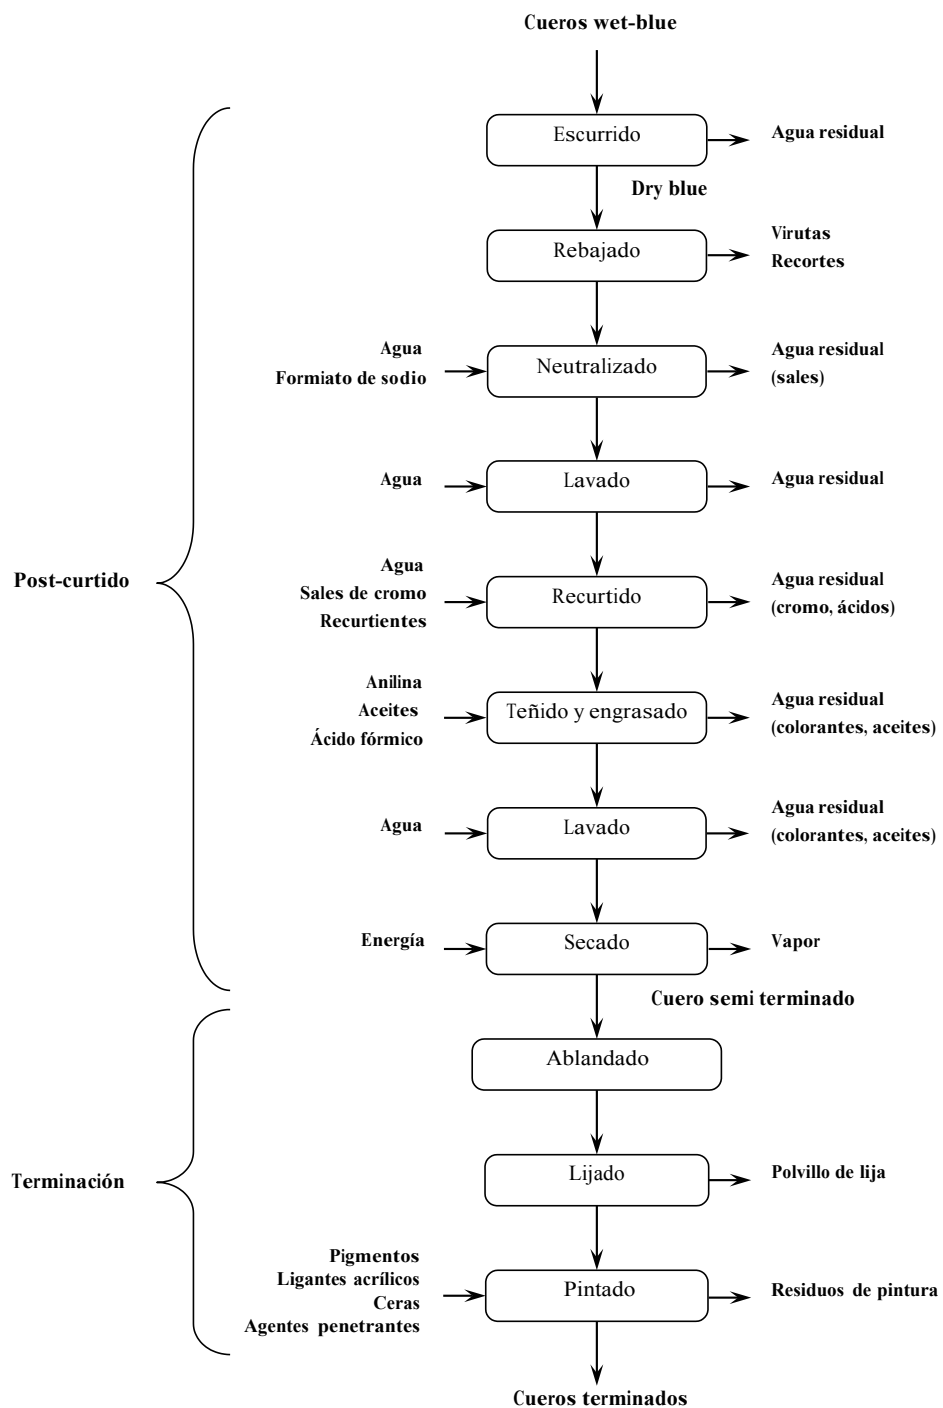 Cueros wet-blue
Escurrido
Agua residual
Dry blue
Rebajado
Virutas
Recortes
Agua
Formiato de sodio
Neutralizado
Agua residual
(sales)
Agua
Lavado
Agua residual
Post-curtido
Agua
Sales de cromo
Recurtientes
Recurtido
Agua residual
(cromo, ácidos)
Anilina
Aceites
Ácido fórmico
Teñido y engrasado
Agua residual
(colorantes, aceites)
Agua
Lavado
Agua residual
(colorantes, aceites)
Energía
Secado
Vapor
Cuero semi terminado
Ablandado
Terminación
Lijado
Polvillo de lija
Pigmentos
Ligantes acrílicos
Ceras
Agentes penetrantes
Pintado
Residuos de pintura
Cueros terminados